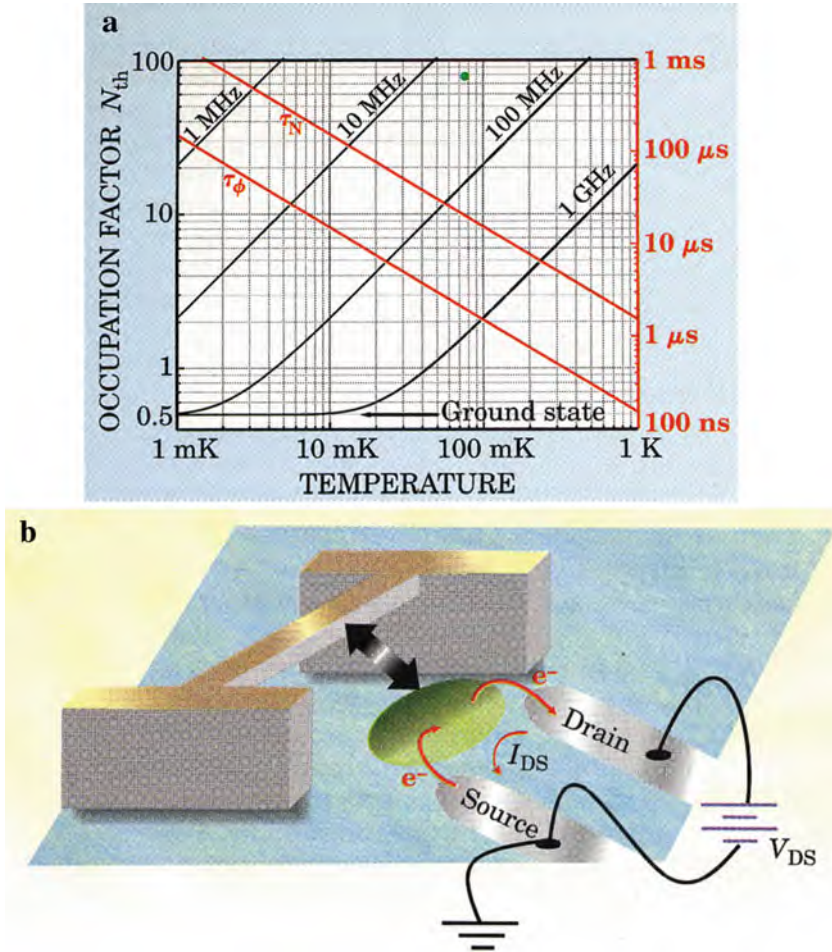 a
OCCUPATION FACTOR N_th
100
10
1
0.5
1 MHz
10 MHz
100 MHz
1 GHz
τ_N
τ_ϕ
Ground state
1 ms
100 μs
10 μs
1 μs
100 ns
1 mK
10 mK
100 mK
1 K
TEMPERATURE
b
e⁻
Drain
I_DS
e⁻
Source
V_DS